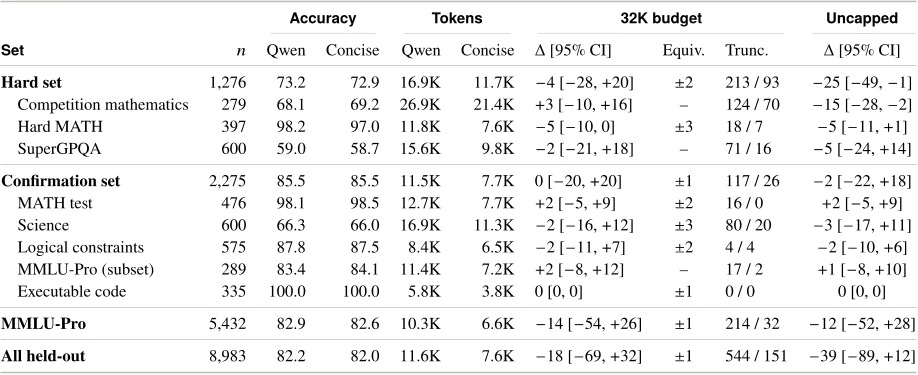 Accuracy Tokens 32K budget Uncapped
Set n Qwen Concise Qwen Concise Δ [95% CI] Equiv. Trunc. Δ [95% CI]
Hard set 1,276 73.2 72.9 16.9K 11.7K −4 [−28, +20] ±2 213 / 93 −25 [−49, −1]
Competition mathematics 279 68.1 69.2 26.9K 21.4K +3 [−10, +16] – 124 / 70 −15 [−28, −2]
Hard MATH 397 98.2 97.0 11.8K 7.6K −5 [−10, 0] ±3 18 / 7 −5 [−11, +1]
SuperGPQA 600 59.0 58.7 15.6K 9.8K −2 [−21, +18] – 71 / 16 −5 [−24, +14]
Confirmation set 2,275 85.5 85.5 11.5K 7.7K 0 [−20, +20] ±1 117 / 26 −2 [−22, +18]
MATH test 476 98.1 98.5 12.7K 7.7K +2 [−5, +9] ±2 16 / 0 +2 [−5, +9]
Science 600 66.3 66.0 16.9K 11.3K −2 [−16, +12] ±3 80 / 20 −3 [−17, +11]
Logical constraints 575 87.8 87.5 8.4K 6.5K −2 [−11, +7] ±2 4 / 4 −2 [−10, +6]
MMLU-Pro (subset) 289 83.4 84.1 11.4K 7.2K +2 [−8, +12] – 17 / 2 +1 [−8, +10]
Executable code 335 100.0 100.0 5.8K 3.8K 0 [0, 0] ±1 0 / 0 0 [0, 0]
MMLU-Pro 5,432 82.9 82.6 10.3K 6.6K −14 [−54, +26] ±1 214 / 32 −12 [−52, +28]
All held-out 8,983 82.2 82.0 11.6K 7.6K −18 [−69, +32] ±1 544 / 151 −39 [−89, +12]